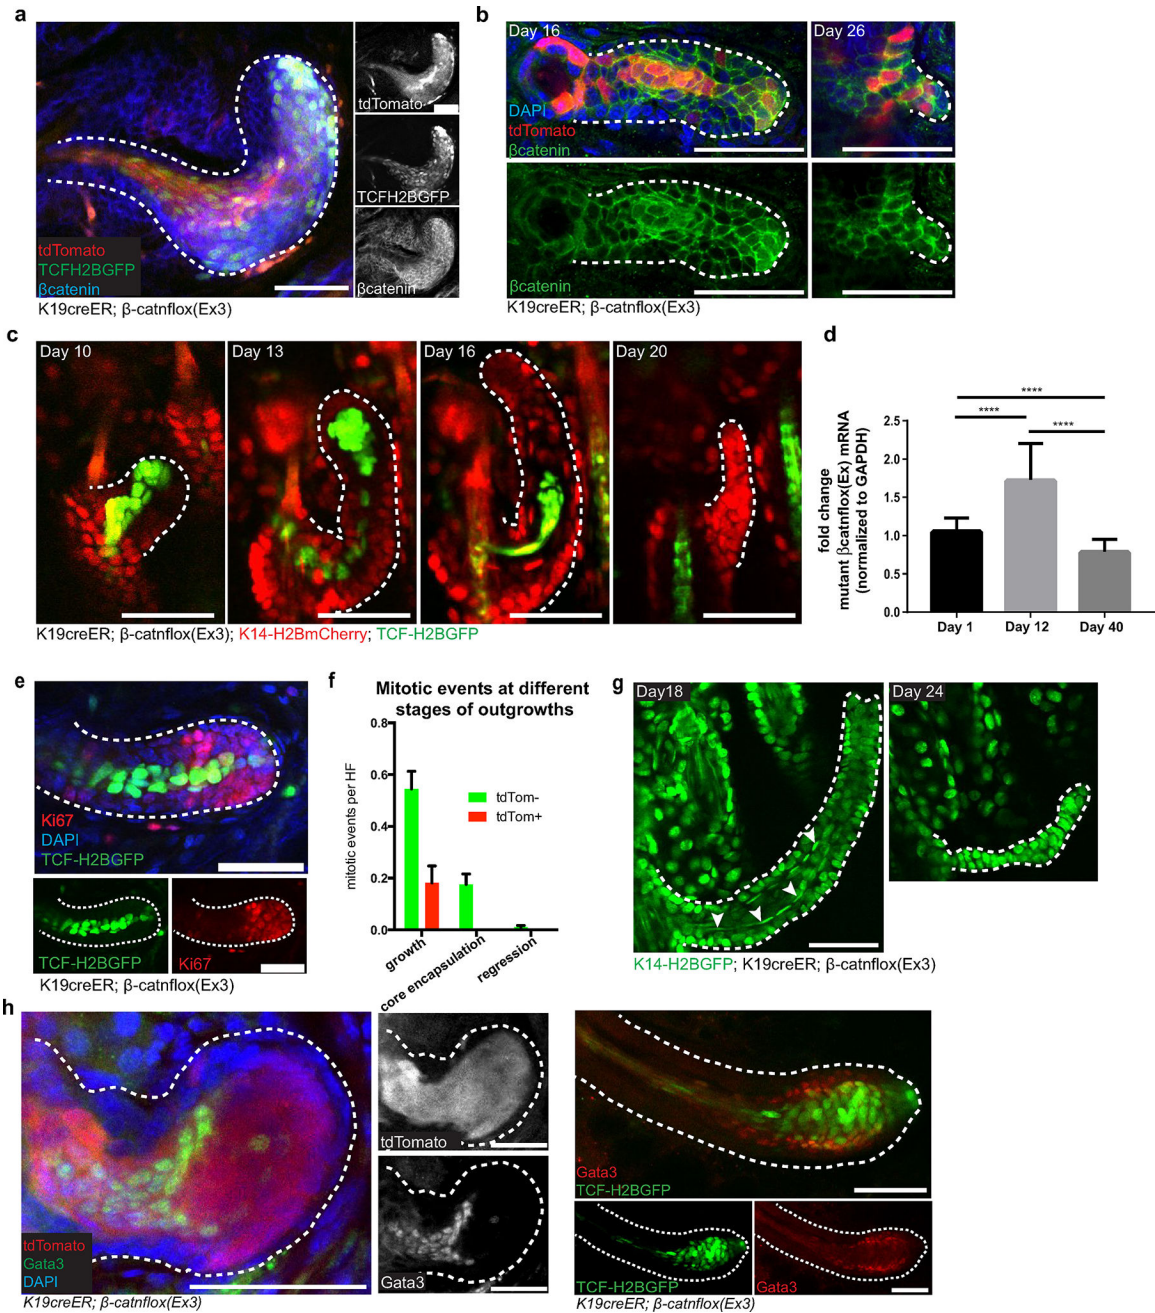 a
tdTomato
TCFH2BGFP
βcatenin
tdTomato
TCFH2BGFP
βcatenin
K19creER; β-catnflox(Ex3)
b
Day 16
Day 26
DAPI
tdTomato
βcatenin
βcatenin
K19creER; β-catnflox(Ex3)
c
Day 10
Day 13
Day 16
Day 20
K19creER; β-catnflox(Ex3); K14-H2BmCherry; TCF-H2BGFP
d
****
****
****
fold change
mutant βcatnflox(Ex) mRNA
(normalized to GAPDH)
2.5
2.0
1.5
1.0
0.5
0.0
Day 1
Day 12
Day 40
e
Ki67
DAPI
TCF-H2BGFP
TCF-H2BGFP
Ki67
K19creER; β-catnflox(Ex3)
f
Mitotic events at different
stages of outgrowths
mitotic events per HF
0.8
0.6
0.4
0.2
0.0
tdTom-
tdTom+
growth
core encapsulation
regression
g
Day18
Day 24
K14-H2BGFP; K19creER; β-catnflox(Ex3)
h
tdTomato
Gata3
DAPI
tdTomato
Gata3
K19creER; β-catnflox(Ex3)
Gata3
TCF-H2BGFP
TCF-H2BGFP
Gata3
K19creER; β-catnflox(Ex3)